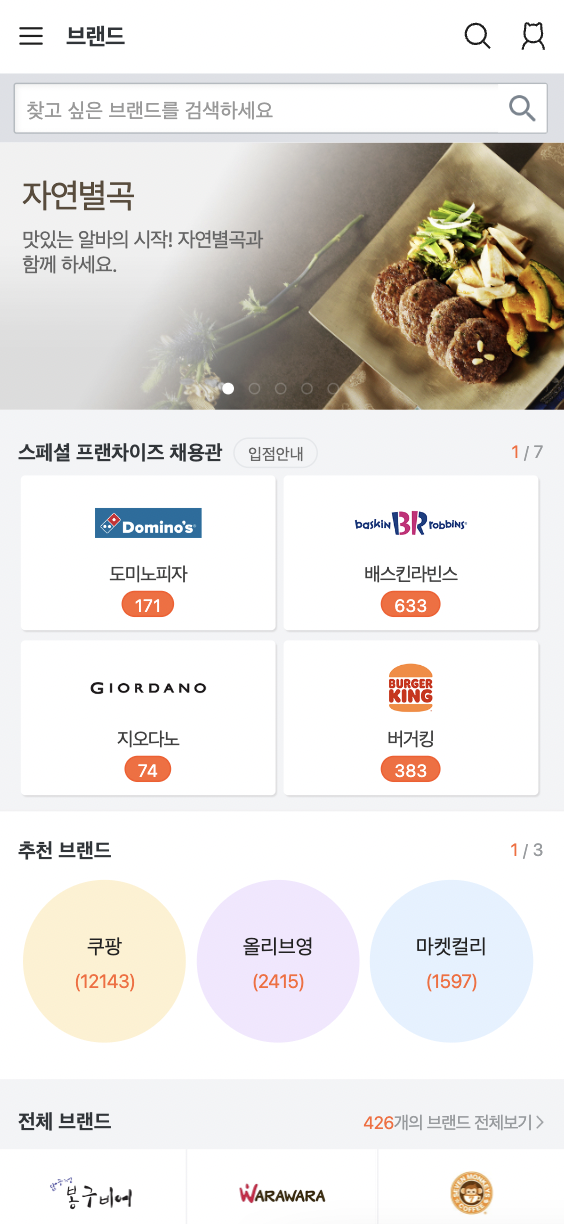 브랜드
찾고 싶은 브랜드를 검색하세요
자연별곡
맛있는 알바의 시작! 자연별곡과
함께 하세요.
스페셜 프랜차이즈 채용관 입점안내 1 / 7
Domino's
도미노피자
171
baskin BR robbins
배스킨라빈스
633
GIORDANO
지오다노
74
BURGER
KING
버거킹
383
추천 브랜드 1 / 3
쿠팡
(12143)
올리브영
(2415)
마켓컬리
(1597)
전체 브랜드 426개의 브랜드 전체보기
봉구비어
WARAWARA
SEVEN MONKEYS
COFFEE